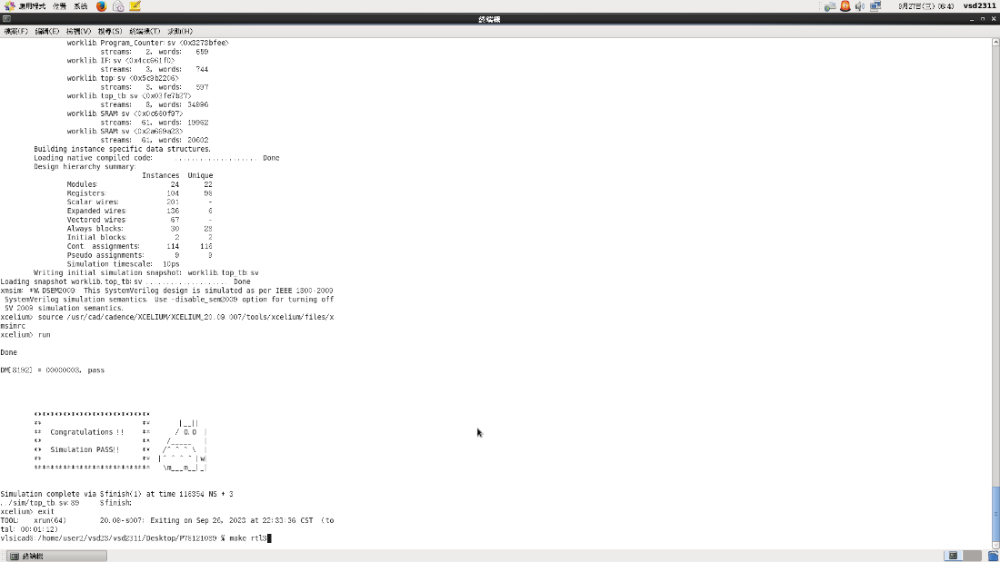 應用程式 位置 系統 9月27日(三) 06:40 vsd2311
終端機
檔案(F) 編輯(E) 檢視(V) 搜尋(S) 終端機(T) 求助(H)
worklib.Program_Counter:sv <0x3273bfee>
streams: 2, words: 659
worklib.IF:sv <0x4cc661f0>
streams: 3, words: 744
worklib.top:sv <0x5c9b2206>
streams: 3, words: 597
worklib.top_tb:sv <0x03fe7b27>
streams: 8, words: 34896
worklib.SRAM:sv <0x0c660f97>
streams: 61, words: 19962
worklib.SRAM:sv <0x2a669a23>
streams: 61, words: 20602
Building instance specific data structures.
Loading native compiled code: .................... Done
Design hierarchy summary:
Instances Unique
Modules: 24 22
Registers: 104 96
Scalar wires: 201 -
Expanded wires: 136 6
Vectored wires: 67 -
Always blocks: 30 28
Initial blocks: 2 2
Cont. assignments: 114 116
Pseudo assignments: 9 9
Simulation timescale: 10ps
Writing initial simulation snapshot: worklib.top_tb:sv
Loading snapshot worklib.top_tb:sv .................... Done
xmsim: *W,DSEM2009: This SystemVerilog design is simulated as per IEEE 1800-2009
SystemVerilog simulation semantics. Use -disable_sem2009 option for turning off
SV 2009 simulation semantics.
xcelium> source /usr/cad/cadence/XCELIUM/XCELIUM_20.09.007/tools/xcelium/files/x
msimrc
xcelium> run
Done
DM[8192] = 00000003, pass
****************************
** ** |__||
** Congratulations !! ** / O.O |
** ** /_____ |
** Simulation PASS!! ** /^ ^ ^ \ |
** ** |^ ^ ^ ^ |w|
**************************** \m___m__|_|
Simulation complete via $finish(1) at time 116354 NS + 3
../sim/top_tb.sv:89 $finish;
xcelium> exit
TOOL: xrun(64) 20.09-s007: Exiting on Sep 26, 2023 at 22:33:36 CST (to
tal: 00:01:12)
vlsicad6:/home/user2/vsd23/vsd2311/Desktop/P76121089 % make rtl3
終端機